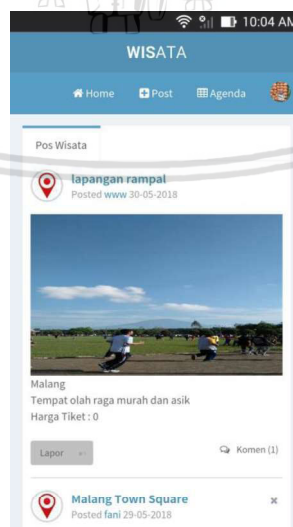 10:04 AM
WISATA
Home Post Agenda
Pos Wisata
lapangan rampal
Posted www 30-05-2018
Malang
Tempat olah raga murah dan asik
Harga Tiket : 0
Lapor
Komen (1)
Malang Town Square
Posted fani 29-05-2018